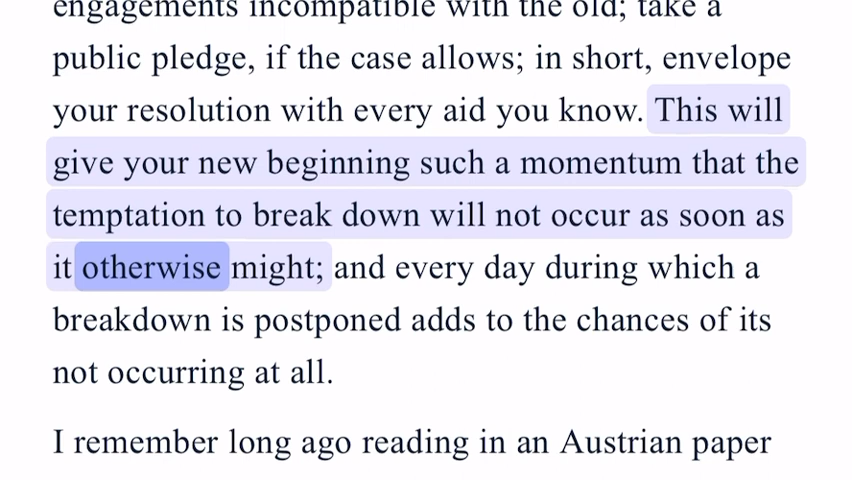 engagements incompatible with the old; take a
public pledge, if the case allows; in short, envelope
your resolution with every aid you know. This will
give your new beginning such a momentum that the
temptation to break down will not occur as soon as
it otherwise might; and every day during which a
breakdown is postponed adds to the chances of its
not occurring at all.
I remember long ago reading in an Austrian paper